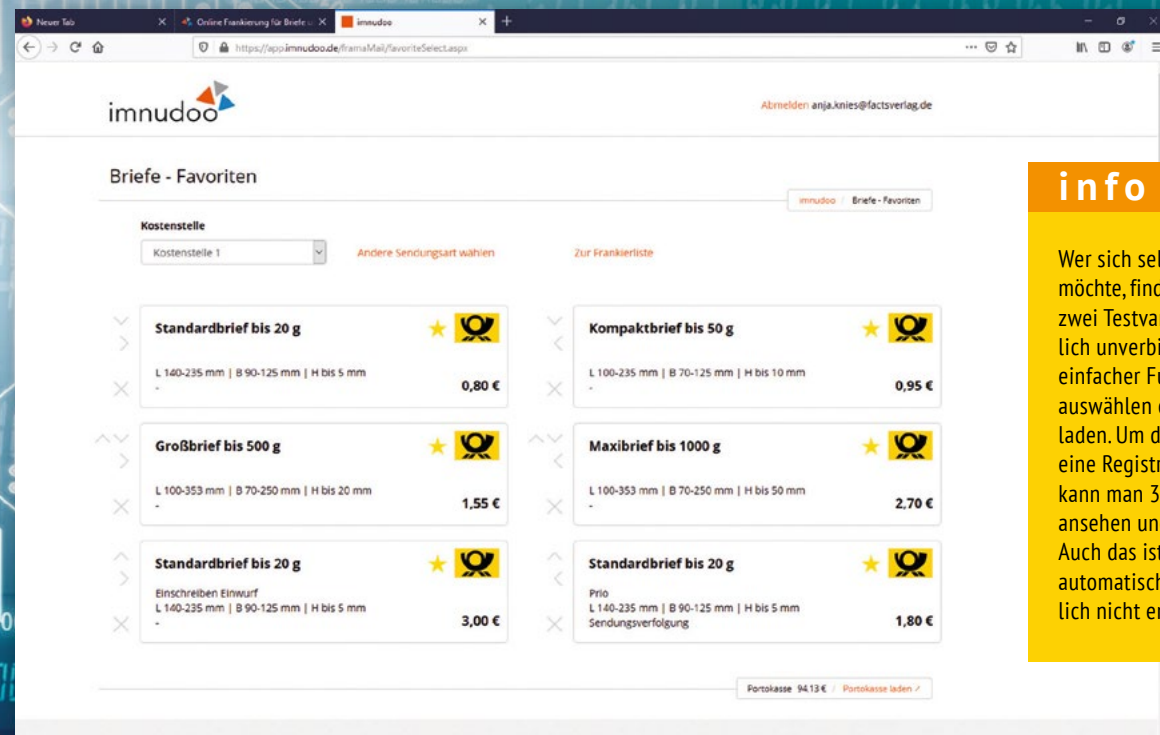 Neuer Tab
Online Frankierung für Briefe u
imnudoo
https://app.imnudoo.de/framaMail/favoriteSelect.aspx
imnudoo
Abmelden anja.knies@factsverlag.de
Briefe - Favoriten
imnudoo / Briefe - Favoriten
Kostenstelle
Kostenstelle 1
Andere Sendungsart wählen
Zur Frankierliste
Standardbrief bis 20 g
L 140-235 mm | B 90-125 mm | H bis 5 mm
-
0,80 €
Kompaktbrief bis 50 g
L 100-235 mm | B 70-125 mm | H bis 10 mm
-
0,95 €
Großbrief bis 500 g
L 100-353 mm | B 70-250 mm | H bis 20 mm
-
1,55 €
Maxibrief bis 1000 g
L 100-353 mm | B 70-250 mm | H bis 50 mm
-
2,70 €
Standardbrief bis 20 g
Einschreiben Einwurf
L 140-235 mm | B 90-125 mm | H bis 5 mm
-
3,00 €
Standardbrief bis 20 g
Prio
L 140-235 mm | B 90-125 mm | H bis 5 mm
Sendungsverfolgung
1,80 €
Portokasse 94.13 € / Portokasse laden
info
Wer sich sel
möchte, find
zwei Testva
lich unverbi
einfacher Fu
auswählen
laden. Um d
eine Registr
kann man 3
ansehen un
Auch das ist
automatisch
lich nicht er